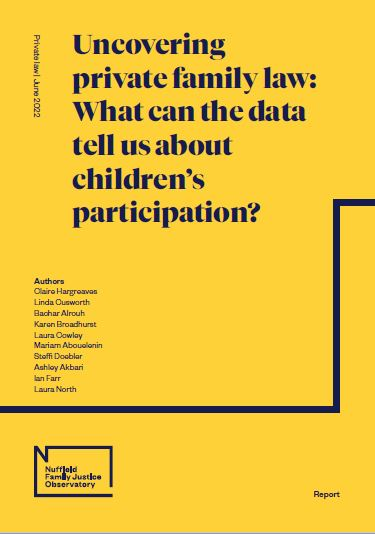 Private law | June 2022
Uncovering
private family law:
What can the data
tell us about
children's
participation?
Authors
Claire Hargreaves
Linda Cusworth
Bachar Alrouh
Karen Broadhurst
Laura Cowley
Mariam Abouelenin
Steffi Doebler
Ashley Akbari
Ian Farr
Laura North
Nuffield
Family Justice
Observatory
Report